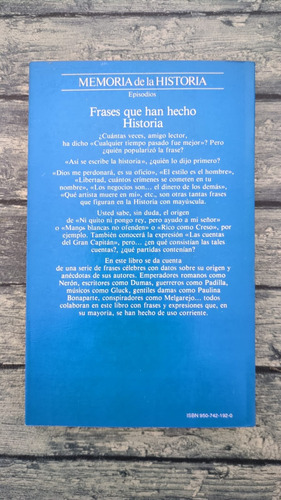 MEMORIA de la HISTORIA
Episodios
Frases que han hecho
Historia
¿Cuántas veces, amigo lector,
ha dicho «Cualquier tiempo pasado fue mejor»? Pero
¿quién popularizó la frase?
«Así se escribe la historia», ¿quién lo dijo primero?
«Dios me perdonará, es su oficio», «El estilo es el hombre»,
«Libertad, cuántos crímenes se cometen en tu
nombre», «Los negocios son... el dinero de los demás»,
«Qué artista muere en mí», etc., son otras tantas frases
que figuran en la Historia con mayúscula.
Usted sabe, sin duda, el origen
de «Ni quito ni pongo rey, pero ayudo a mi señor»
o «Manos blancas no ofenden» o «Rico como Creso», por
ejemplo. También conocerá la expresión «Las cuentas
del Gran Capitán», pero... ¿en qué consistían las tales
cuentas?, ¿qué partidas contenían?
En este libro se da cuenta
de una serie de frases célebres con datos sobre su origen y
anécdotas de sus autores. Emperadores romanos como
Nerón, escritores como Dumas, guerreros como Padilla,
músicos como Gluck, gentiles damas como Paulina
Bonaparte, conspiradores como Melgarejo... todos
colaboran en este libro con frases y expresiones que, en
su mayoría, se han hecho de uso corriente.
ISBN 950-742-192-0